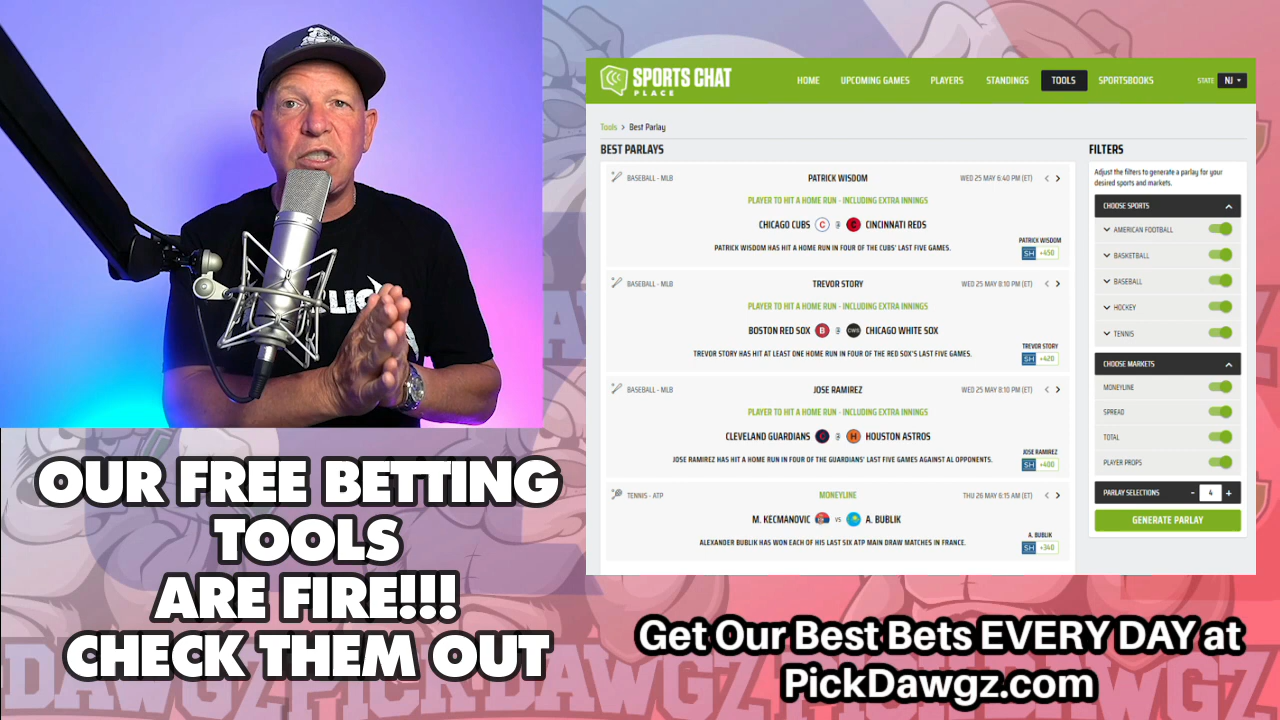 SPORTS CHAT
PLACE
HOME
UPCOMING GAMES
PLAYERS
STANDINGS
TOOLS
SPORTSBOOKS
STATE
NJ
Tools > Best Parlay
BEST PARLAYS
BASEBALL - MLB
PATRICK WISDOM
WED 25 MAY 6:40 PM (ET)
PLAYER TO HIT A HOME RUN - INCLUDING EXTRA INNINGS
CHICAGO CUBS
CINCINNATI REDS
PATRICK WISDOM HAS HIT A HOME RUN IN FOUR OF THE CUBS' LAST FIVE GAMES.
PATRICK WISDOM
SH +450
BASEBALL - MLB
TREVOR STORY
WED 25 MAY 8:10 PM (ET)
PLAYER TO HIT A HOME RUN - INCLUDING EXTRA INNINGS
BOSTON RED SOX
CHICAGO WHITE SOX
TREVOR STORY HAS HIT AT LEAST ONE HOME RUN IN FOUR OF THE RED SOX'S LAST FIVE GAMES.
TREVOR STORY
SH +420
BASEBALL - MLB
JOSE RAMIREZ
WED 25 MAY 8:10 PM (ET)
PLAYER TO HIT A HOME RUN - INCLUDING EXTRA INNINGS
CLEVELAND GUARDIANS
HOUSTON ASTROS
JOSE RAMIREZ HAS HIT A HOME RUN IN FOUR OF THE GUARDIANS' LAST FIVE GAMES AGAINST AL OPPONENTS.
JOSE RAMIREZ
SH +400
TENNIS - ATP
MONEYLINE
THU 26 MAY 6:15 AM (ET)
M. KECMANOVIC VS A. BUBLIK
ALEXANDER BUBLIK HAS WON EACH OF HIS LAST SIX ATP MAIN DRAW MATCHES IN FRANCE.
A. BUBLIK
SH +340
FILTERS
Adjust the filters to generate a parlay for your
desired sports and markets.
CHOOSE SPORTS
AMERICAN FOOTBALL
BASKETBALL
BASEBALL
HOCKEY
TENNIS
CHOOSE MARKETS
MONEYLINE
SPREAD
TOTAL
PLAYER PROPS
PARLAY SELECTIONS - 4 +
GENERATE PARLAY
OUR FREE BETTING
TOOLS
ARE FIRE!!!
CHECK THEM OUT
Get Our Best Bets EVERY DAY at
PickDawgz.com